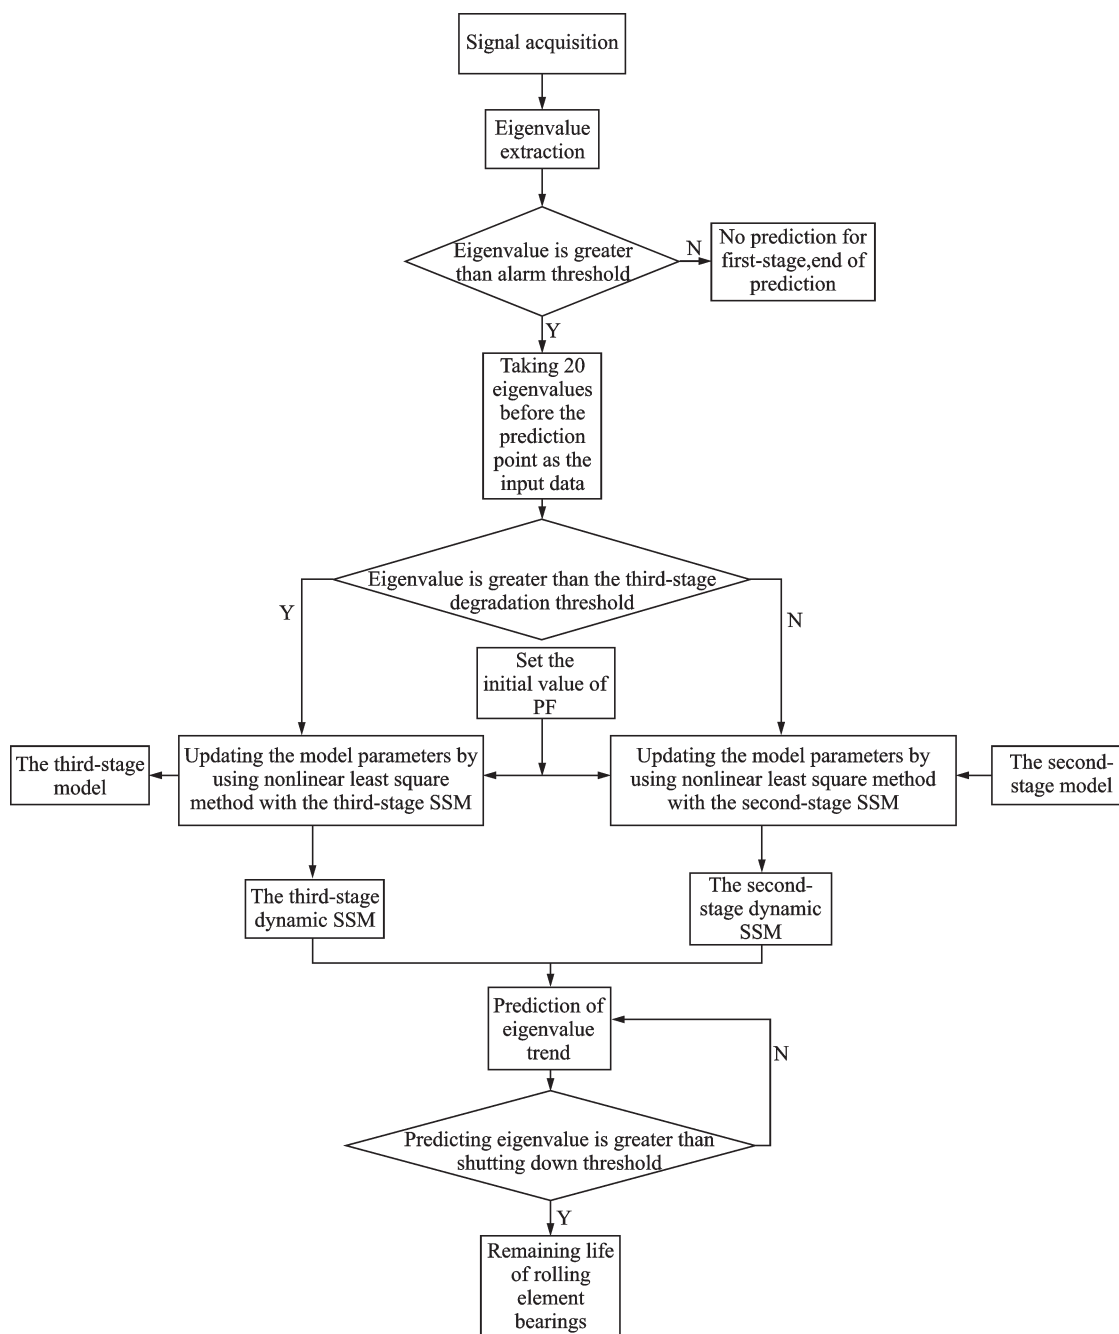 Signal acquisition
Eigenvalue
extraction
Eigenvalue is greater
than alarm threshold
N
No prediction for
first-stage,end of
prediction
Y
Taking 20
eigenvalues
before the
prediction
point as the
input data
Eigenvalue is greater than the third-stage
degradation threshold
Y
N
Set the
initial value of
PF
The third-stage
model
Updating the model parameters by
using nonlinear least square
method with the third-stage SSM
Updating the model parameters by
using nonlinear least square method
with the second-stage SSM
The second-
stage model
The third-stage
dynamic SSM
The second-
stage dynamic
SSM
Prediction of
eigenvalue
trend
N
Predicting eigenvalue is greater than
shutting down threshold
Y
Remaining life
of rolling
element
bearings